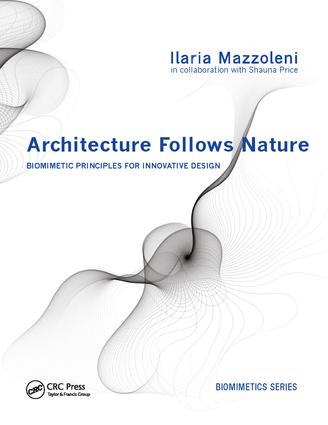 Ilaria Mazzoleni
in collaboration with Shauna Price
Architecture Follows Nature
BIOMIMETIC PRINCIPLES FOR INNOVATIVE DESIGN
CRC
CRC Press
Taylor & Francis Group
BIOMIMETICS SERIES